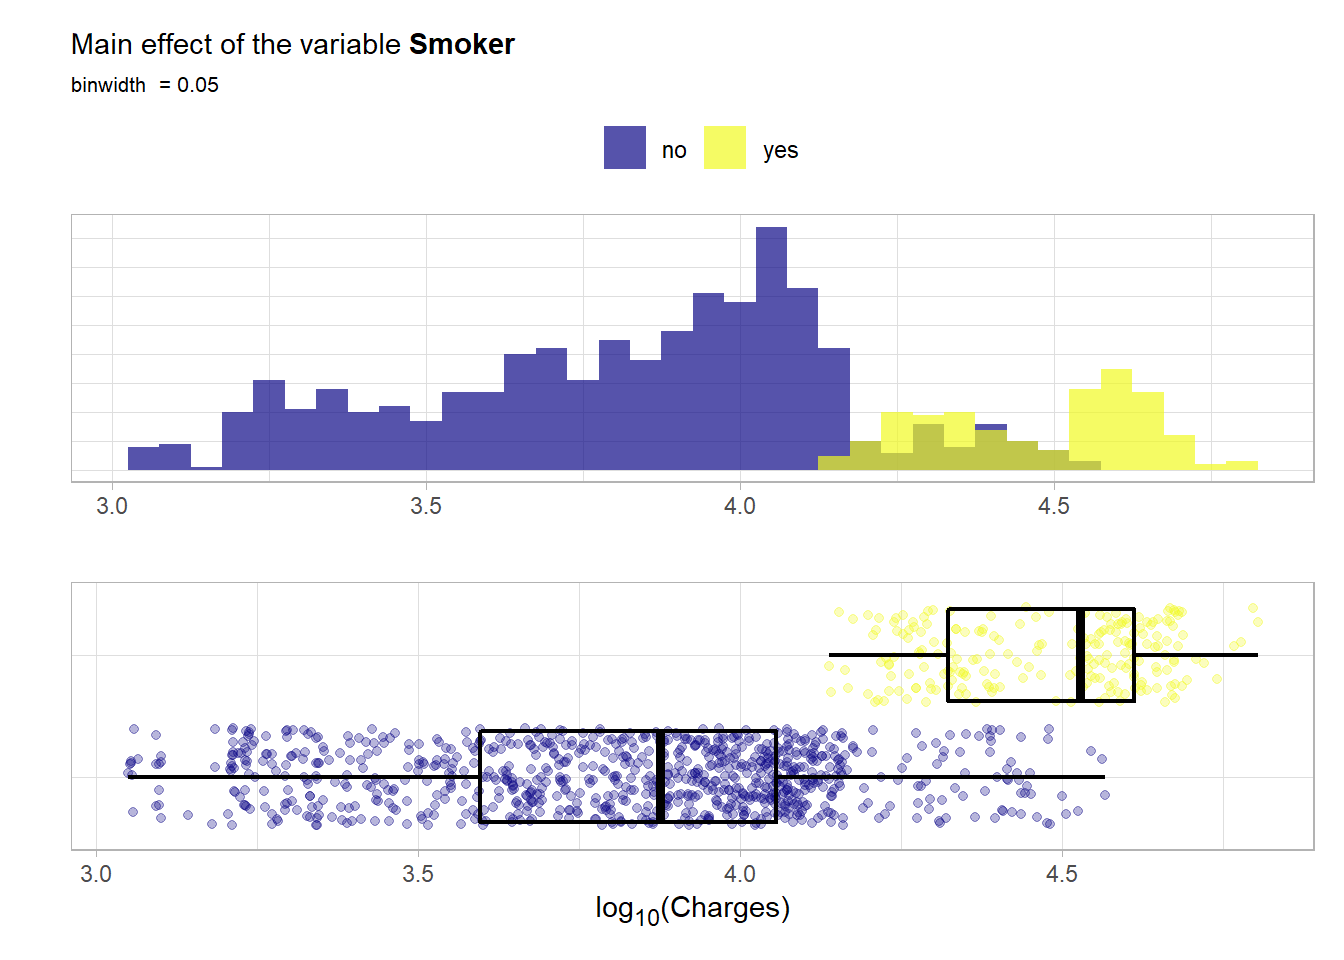 Main effect of the variable Smoker
binwidth  = 0.05
no yes
3.0 3.5 4.0 4.5
3.0 3.5 4.0 4.5
log10(Charges)